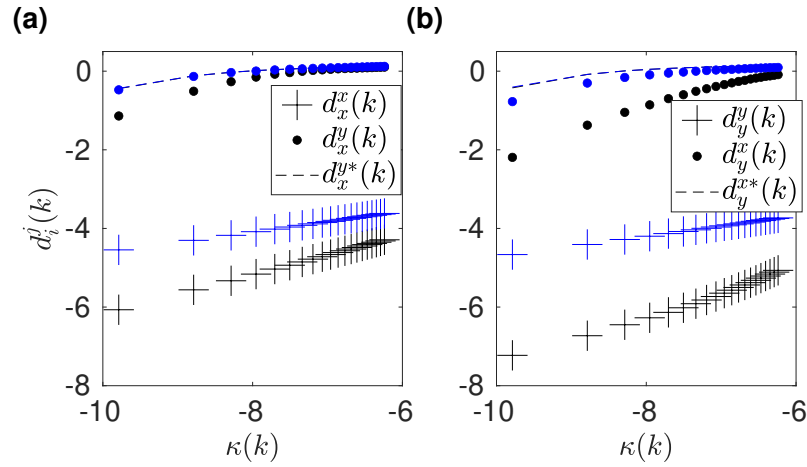 (a)
(b)
0
-2
-4
-6
-8
-10
-8
-6
κ(k)
d_i^j(k)
d_x^x(k)
d_x^y(k)
d_x^{y*}(k)
0
-2
-4
-6
-8
-10
-8
-6
κ(k)
d_y^y(k)
d_y^x(k)
d_y^{x*}(k)